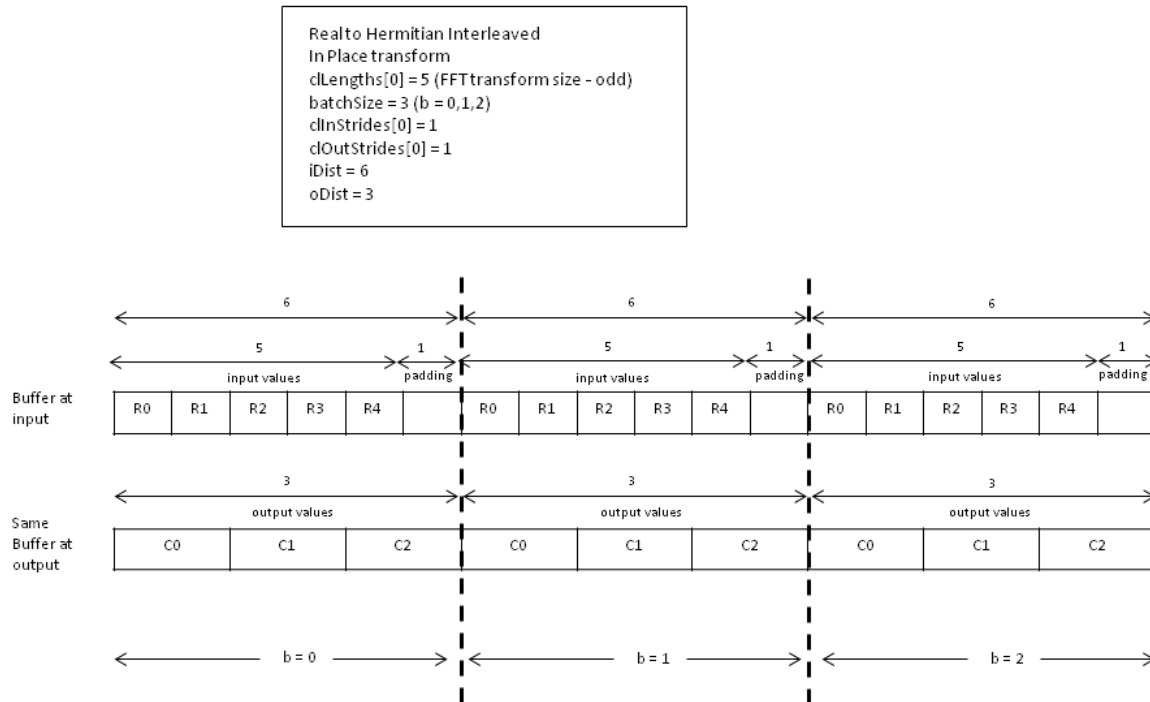 Real to Hermitian Interleaved
In Place transform
clLengths[0] = 5 (FFT transform size - odd)
batchSize = 3 (b = 0,1,2)
clInStrides[0] = 1
clOutStrides[0] = 1
iDist = 6
oDist = 3
6 6 6
5 1 5 1 5 1
input values padding input values padding input values padding
Buffer at
input
R0 R1 R2 R3 R4 R0 R1 R2 R3 R4 R0 R1 R2 R3 R4
3 3 3
output values output values output values
Same
Buffer at
output
C0 C1 C2 C0 C1 C2 C0 C1 C2
b = 0 b = 1 b = 2